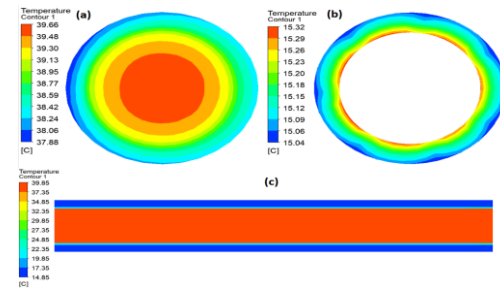 Temperature
Contour 1
(a)
39.66
39.48
39.30
39.13
38.95
38.77
38.59
38.42
38.24
38.06
37.88
[C]
Temperature
Contour 1
(b)
15.32
15.29
15.26
15.23
15.20
15.18
15.15
15.12
15.09
15.06
15.04
[C]
(c)
Temperature
Contour 1
39.85
37.35
34.85
32.35
29.85
27.35
24.85
22.35
19.85
17.35
14.85
[C]